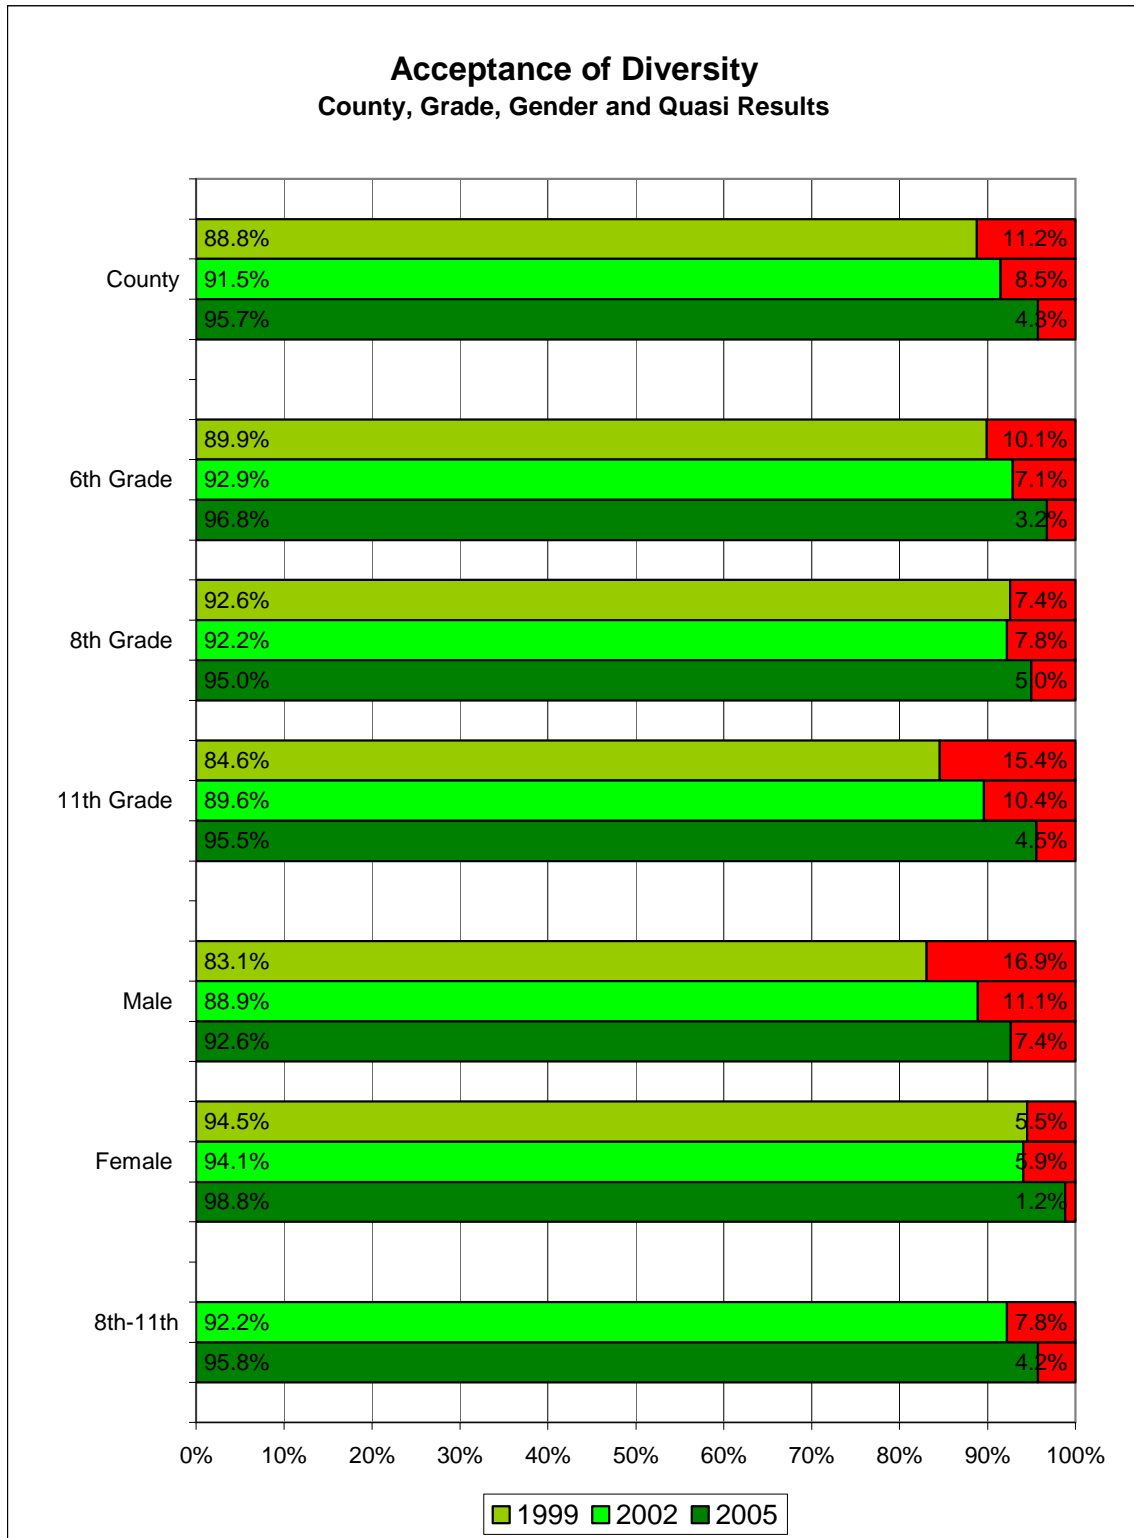 Acceptance of Diversity
County, Grade, Gender and Quasi Results
88.8% 11.2%
County 91.5% 8.5%
95.7% 4.3%
89.9% 10.1%
6th Grade 92.9% 7.1%
96.8% 3.2%
92.6% 7.4%
8th Grade 92.2% 7.8%
95.0% 5.0%
84.6% 15.4%
11th Grade 89.6% 10.4%
95.5% 4.5%
83.1% 16.9%
Male 88.9% 11.1%
92.6% 7.4%
94.5% 5.5%
Female 94.1% 5.9%
98.8% 1.2%
8th-11th 92.2% 7.8%
95.8% 4.2%
0% 10% 20% 30% 40% 50% 60% 70% 80% 90% 100%
1999 2002 2005